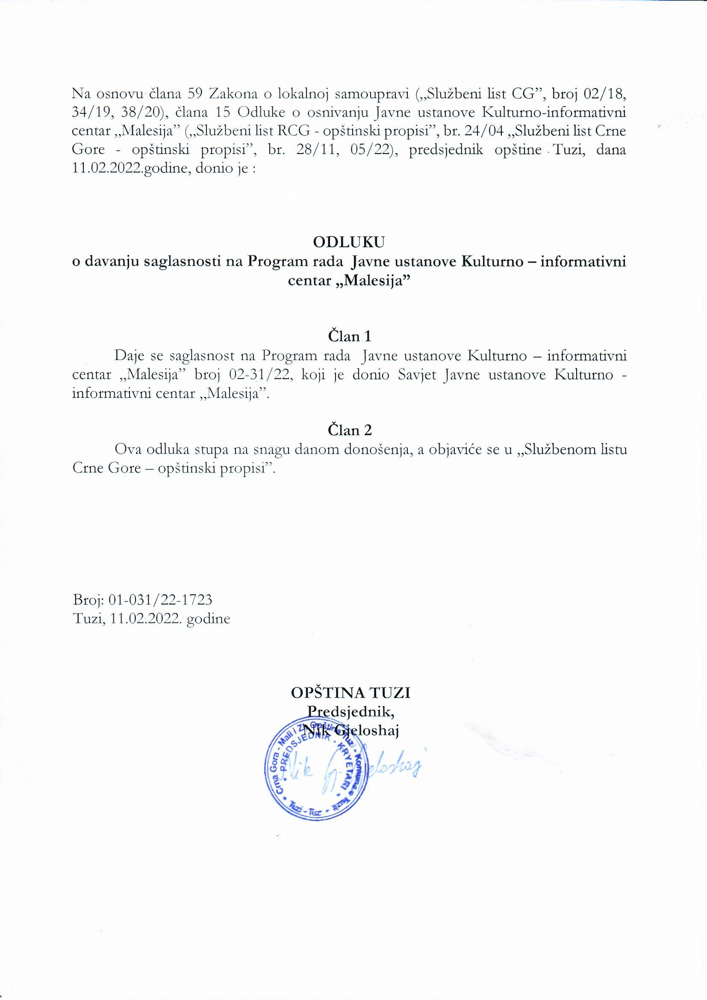 Na osnovu člana 59 Zakona o lokalnoj samoupravi („Službeni list CG”, broj 02/18,
34/19, 38/20), člana 15 Odluke o osnivanju Javne ustanove Kulturno-informativni
centar „Malesija” („Službeni list RCG - opštinski propisi”, br. 24/04 „Službeni list Crne
Gore - opštinski propisi”, br. 28/11, 05/22), predsjednik opštine Tuzi, dana
11.02.2022.godine, donio je :
ODLUKU
o davanju saglasnosti na Program rada Javne ustanove Kulturno – informativni
centar „Malesija”
Član 1
Daje se saglasnost na Program rada Javne ustanove Kulturno – informativni
centar „Malesija” broj 02-31/22, koji je donio Savjet Javne ustanove Kulturno -
informativni centar „Malesija”.
Član 2
Ova odluka stupa na snagu danom donošenja, a objaviće se u „Službenom listu
Crne Gore – opštinski propisi”.
Broj: 01-031/22-1723
Tuzi, 11.02.2022. godine
OPŠTINA TUZI
Predsjednik,
Nik Gjeloshaj
* Crna Gora - Mali i Zi * Opština Tuzi - Komuna e Tuzit *
* PREDSJEDNIK - KRYETARI *
Tuzi - Tuz
Nik Gjeloshaj